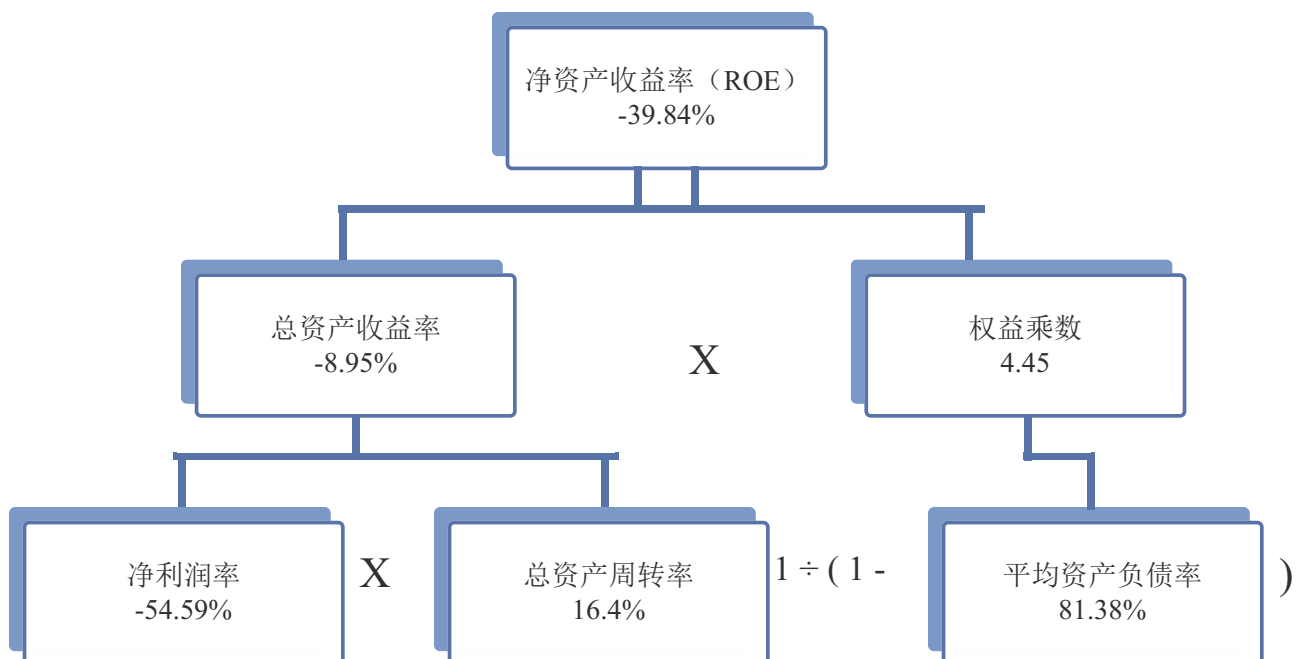 净资产收益率（ROE）
-39.84%
总资产收益率
-8.95%
X
权益乘数
4.45
净利润率
-54.59%
X
总资产周转率
16.4%
1 ÷ ( 1 -
平均资产负债率
81.38%
)